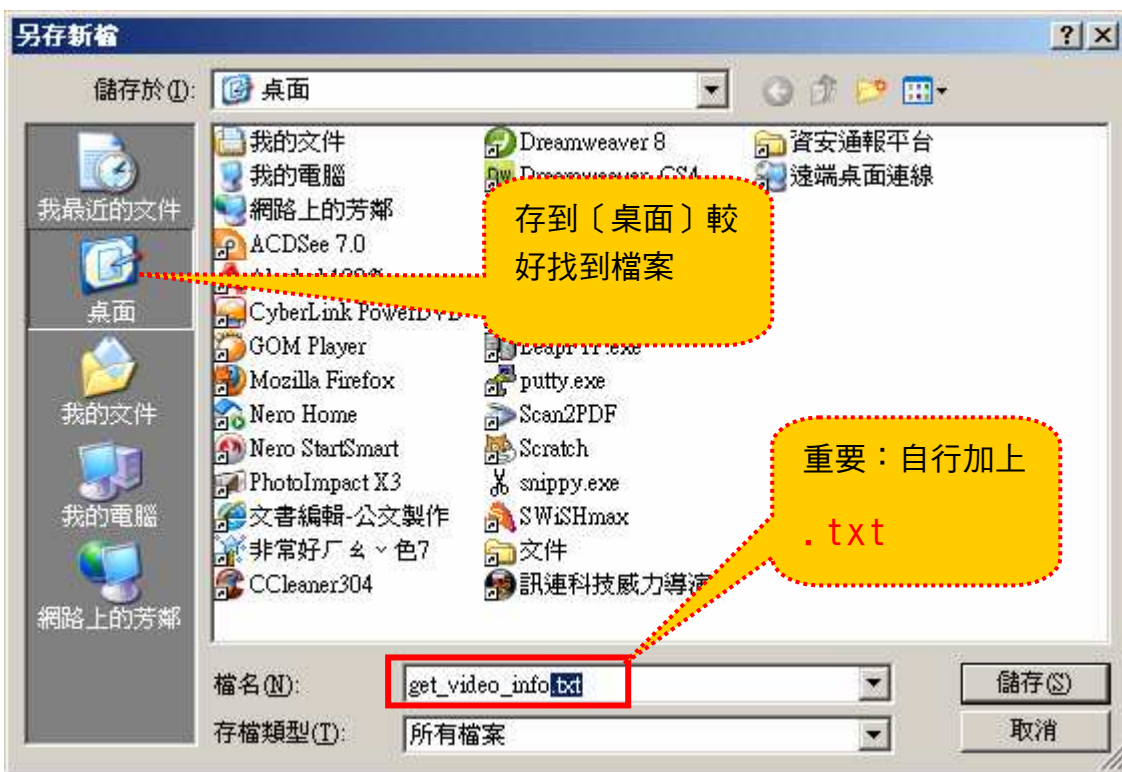 另存新檔
儲存於(I):
桌面
我最近的文件
桌面
我的文件
我的電腦
網路上的芳鄰
我的文件
我的電腦
網路上的芳鄰
ACDSee 7.0
CyberLink PowerDVD
GOM Player
Mozilla Firefox
Nero Home
Nero StartSmart
PhotoImpact X3
文書編輯-公文製作
非常好ㄏㄠˇ色7
CCleaner304
Dreamweaver 8
Dreamweaver CS4
LeapFTP.exe
putty.exe
Scan2PDF
Scratch
snippy.exe
SWiSHmax
文件
訊連科技威力導演
資安通報平台
遠端桌面連線
存到〔桌面〕較
好找到檔案
重要：自行加上
.txt
檔名(N):
get_video_info.txt
儲存(S)
存檔類型(T):
所有檔案
取消